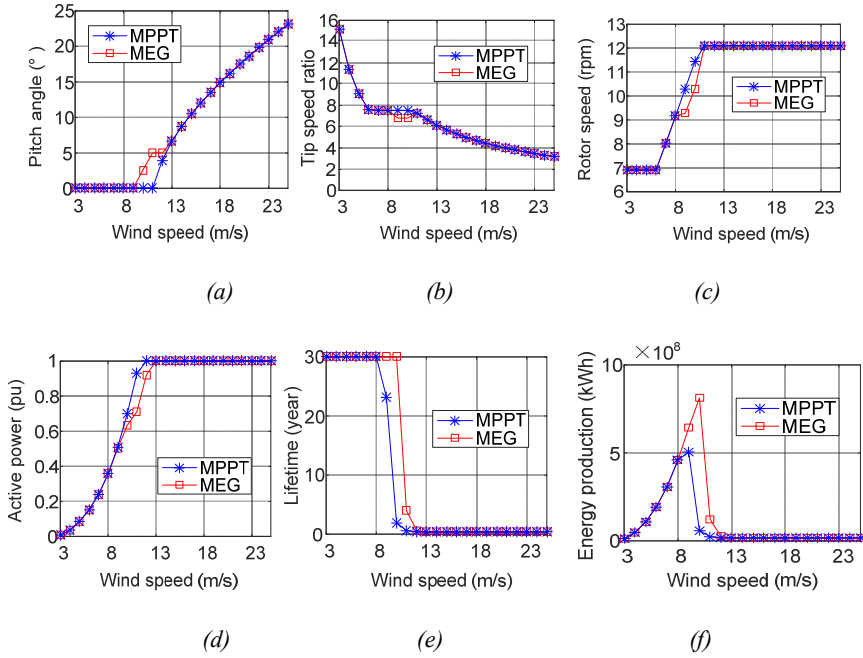 25
20
15
10
5
0
3 8 13 18 23
Pitch angle (°)
Wind speed (m/s)
MPPT
MEG
(a)
16
14
12
10
8
6
4
2
0
3 8 13 18 23
Tip speed ratio
Wind speed (m/s)
MPPT
MEG
(b)
13
12
11
10
9
8
7
6
3 8 13 18 23
Rotor speed (rpm)
Wind speed (m/s)
MPPT
MEG
(c)
1
0.8
0.6
0.4
0.2
0
3 8 13 18 23
Active power (pu)
Wind speed (m/s)
MPPT
MEG
(d)
30
20
10
0
3 8 13 18 23
Lifetime (year)
Wind speed (m/s)
MPPT
MEG
(e)
×10⁸
10
5
0
3 8 13 18 23
Energy production (kWh)
Wind speed (m/s)
MPPT
MEG
(f)